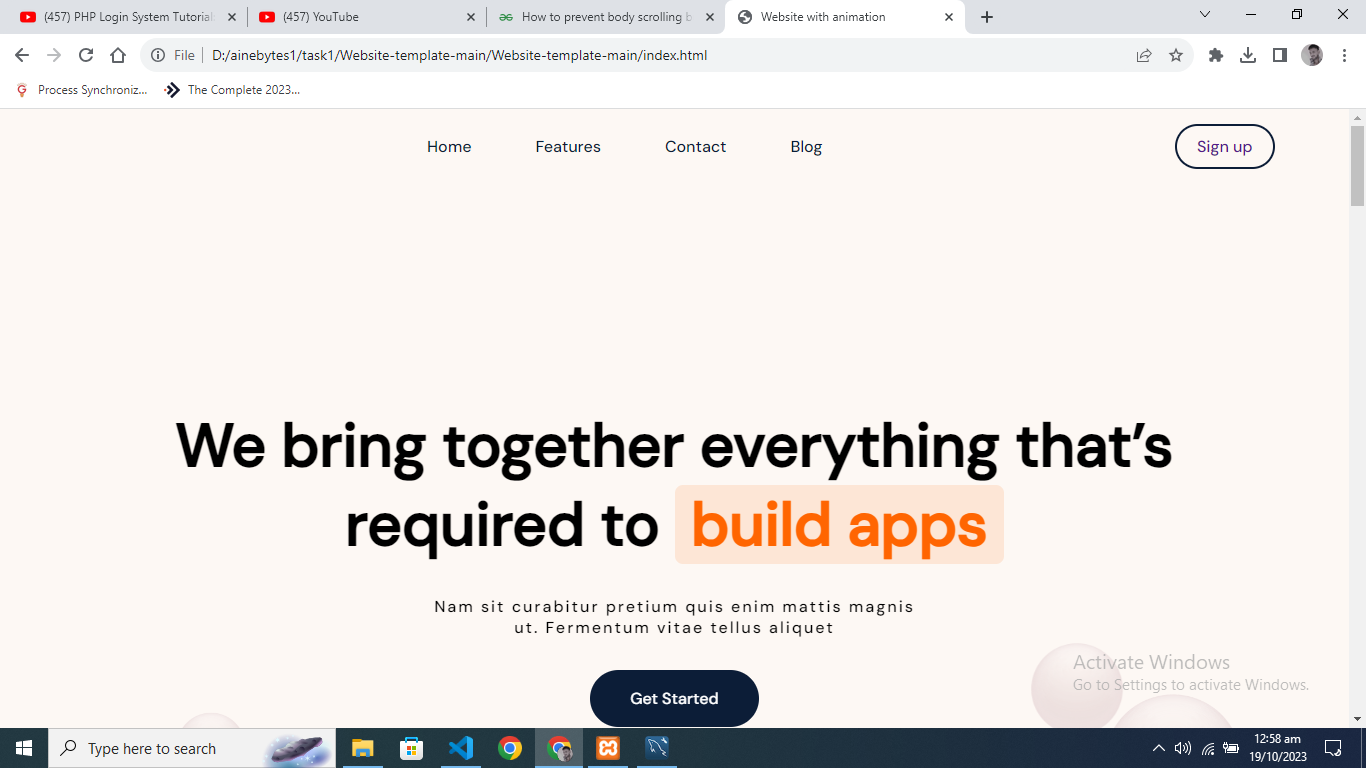 (457) PHP Login System Tutorial
(457) YouTube
How to prevent body scrolling b
Website with animation
File
D:/ainebytes1/task1/Website-template-main/Website-template-main/index.html
Process Synchroniz...
The Complete 2023...
Home
Features
Contact
Blog
Sign up
We bring together everything that’s
required to build apps
Nam sit curabitur pretium quis enim mattis magnis
ut. Fermentum vitae tellus aliquet
Get Started
Activate Windows
Go to Settings to activate Windows.
Type here to search
12:58 am
19/10/2023